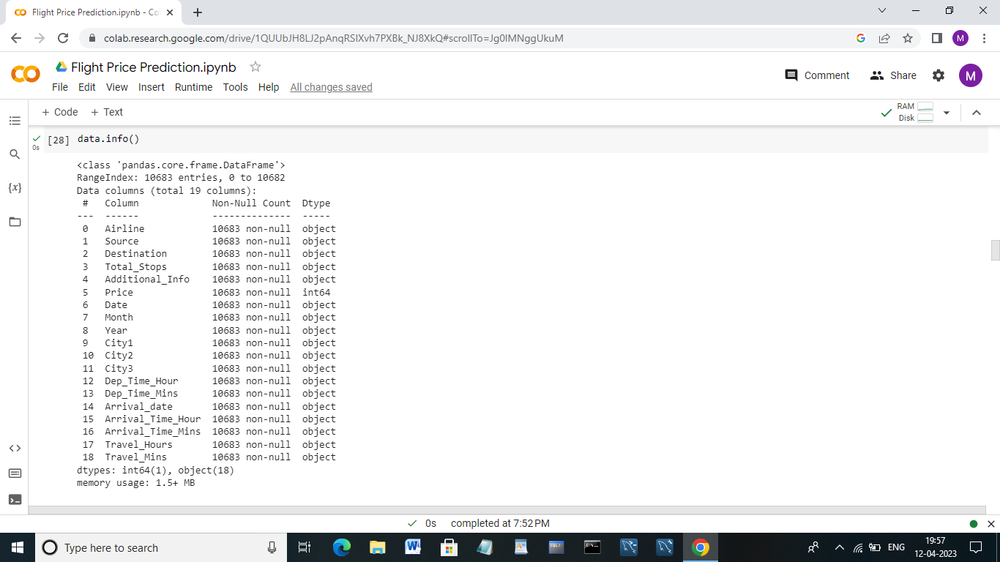 Flight Price Prediction.ipynb - Co
colab.research.google.com/drive/1QUUbJH8LJ2pAnqRSlXvh7PXBk_NJ8XkQ#scrollTo=Jg0lMNggUkuM
M
Flight Price Prediction.ipynb
Comment
Share
M
File Edit View Insert Runtime Tools Help All changes saved
+ Code + Text
RAM
Disk
[28] data.info()
0s
<class 'pandas.core.frame.DataFrame'>
RangeIndex: 10683 entries, 0 to 10682
Data columns (total 19 columns):
# Column Non-Null Count Dtype
--- ------ -------------- -----
0 Airline 10683 non-null object
1 Source 10683 non-null object
2 Destination 10683 non-null object
3 Total_Stops 10683 non-null object
4 Additional_Info 10683 non-null object
5 Price 10683 non-null int64
6 Date 10683 non-null object
7 Month 10683 non-null object
8 Year 10683 non-null object
9 City1 10683 non-null object
10 City2 10683 non-null object
11 City3 10683 non-null object
12 Dep_Time_Hour 10683 non-null object
13 Dep_Time_Mins 10683 non-null object
14 Arrival_date 10683 non-null object
15 Arrival_Time_Hour 10683 non-null object
16 Arrival_Time_Mins 10683 non-null object
17 Travel_Hours 10683 non-null object
18 Travel_Mins 10683 non-null object
dtypes: int64(1), object(18)
memory usage: 1.5+ MB
0s completed at 7:52 PM
Type here to search
ENG
19:57
12-04-2023